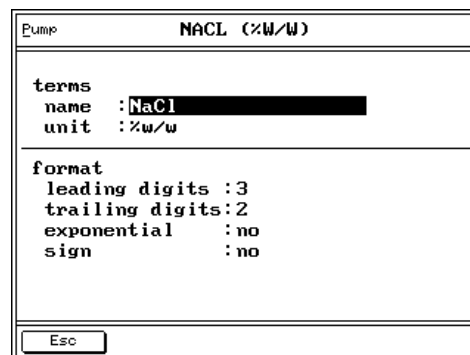 Pump NACL (%W/W)
terms
name :NaCl
unit :%w/w
format
leading digits :3
trailing digits:2
exponential :no
sign :no
Esc